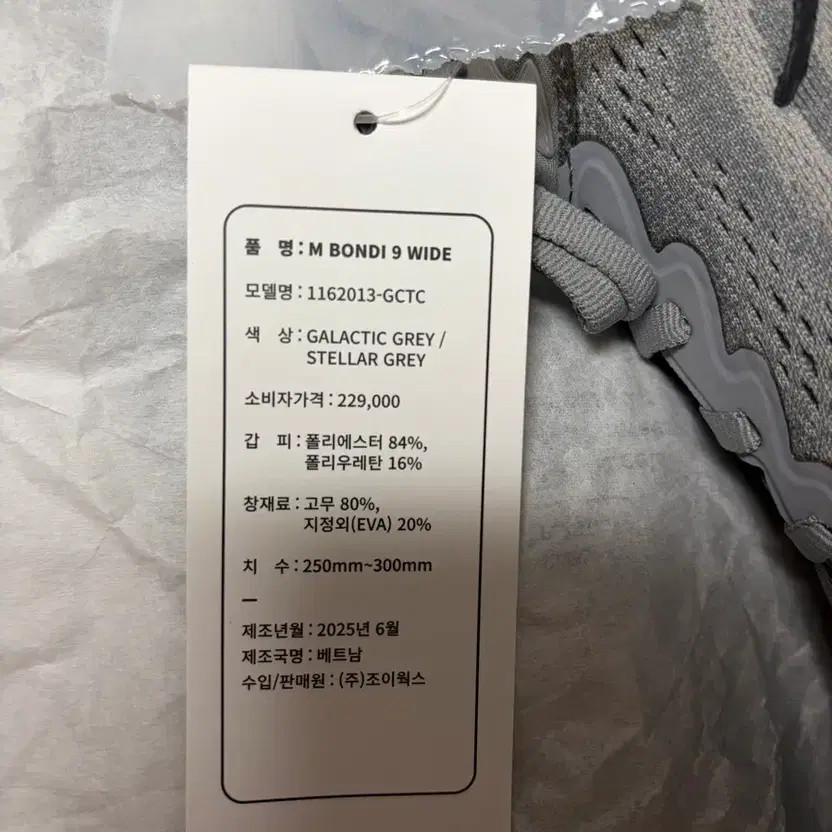 품 명 : M BONDI 9 WIDE
모델명 : 1162013-GCTC
색 상 : GALACTIC GREY /
STELLAR GREY
소비자가격 : 229,000
갑 피 : 폴리에스터 84%,
폴리우레탄 16%
창재료 : 고무 80%,
지정외(EVA) 20%
치 수 : 250mm~300mm
제조년월 : 2025년 6월
제조국명 : 베트남
수입/판매원 : (주)조이웍스